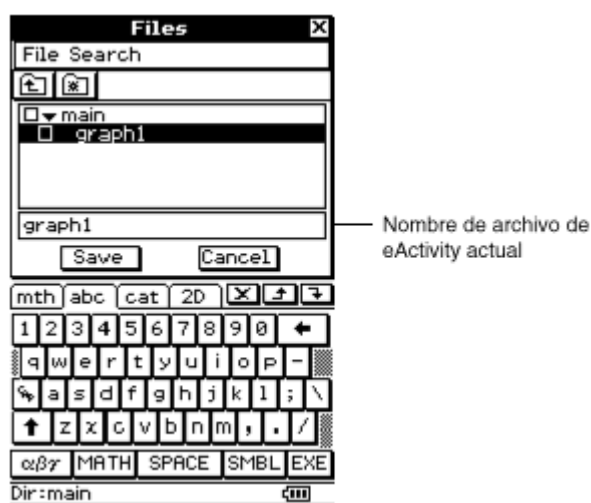 Files
File Search
main
graph1
graph1
Nombre de archivo de
eActivity actual
Save Cancel
mth abc cat 2D
1 2 3 4 5 6 7 8 9 0
q w e r t y u i o p -
a s d f g h j k l ; \
z x c v b n m , . /
αβγ MATH SPACE SMBL EXE
Dir:main